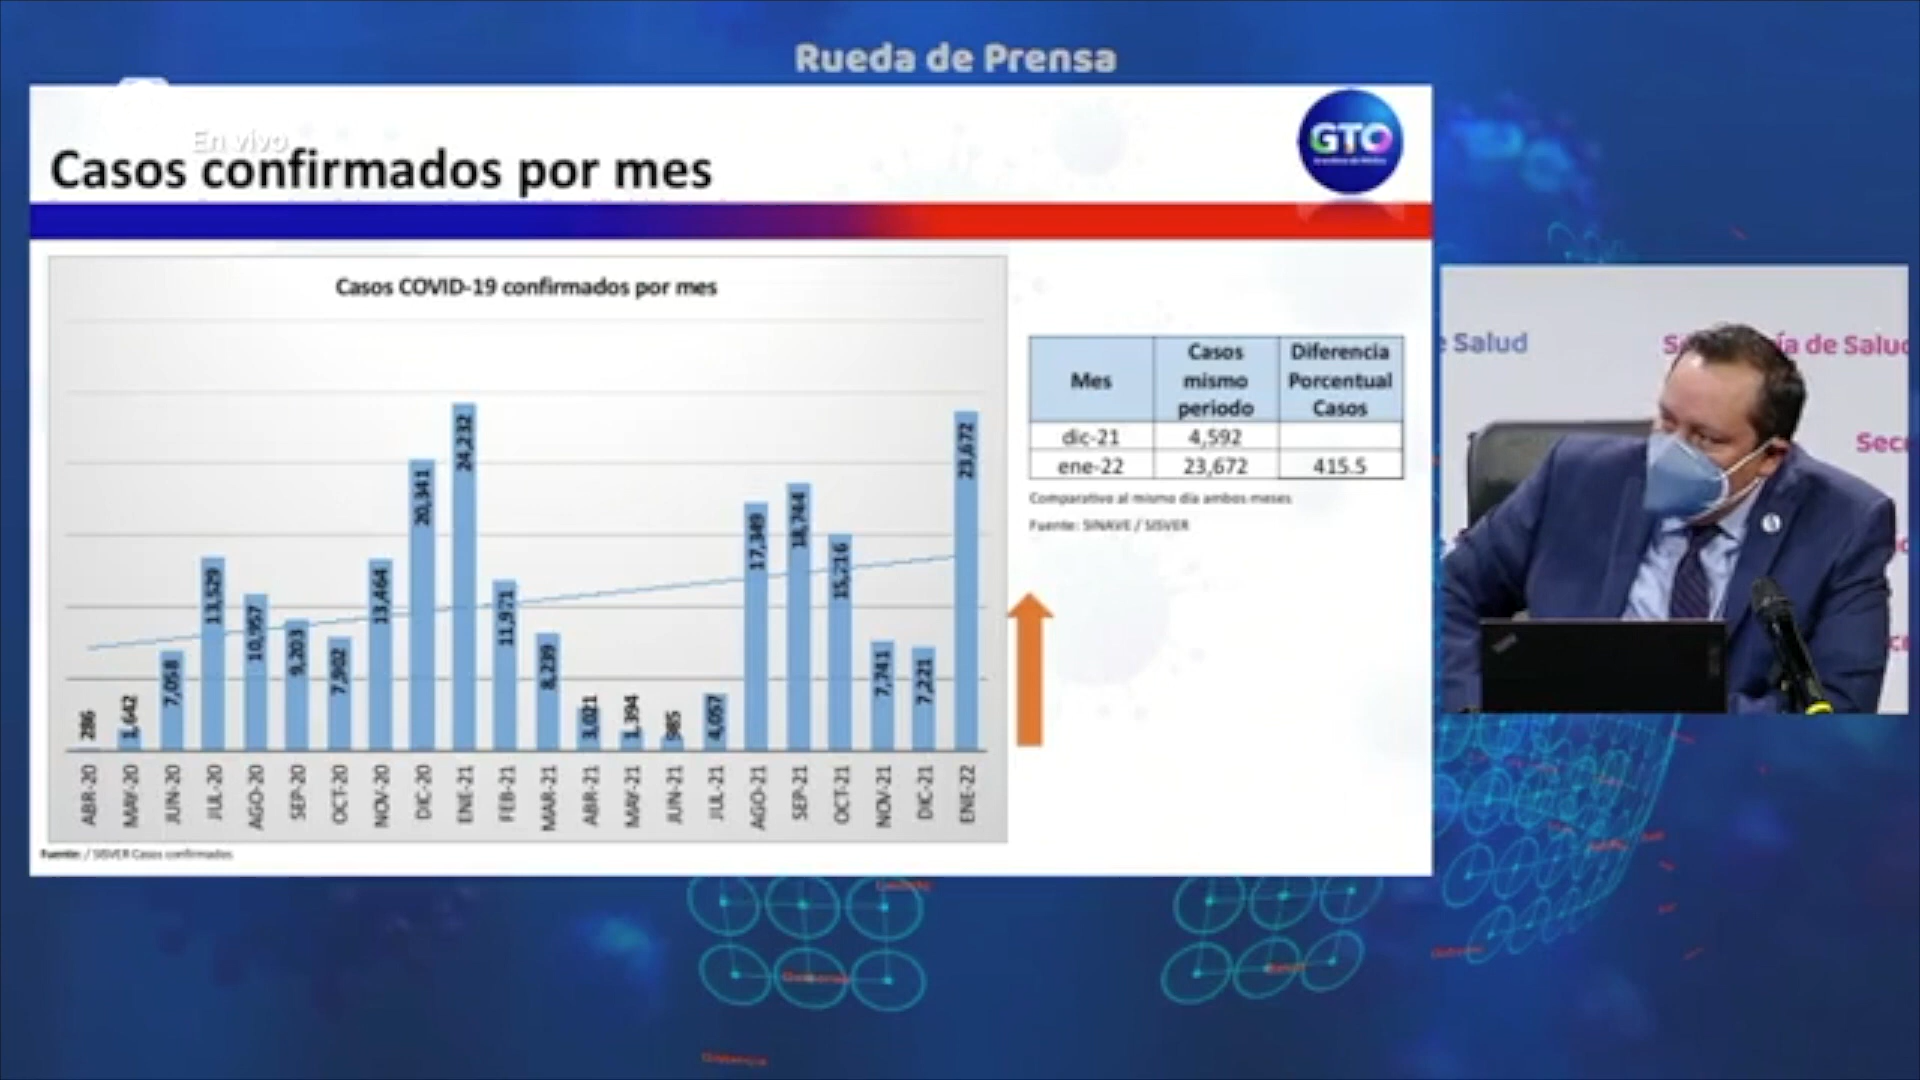 Rueda de Prensa
En vivo
GTO
Casos confirmados por mes
Casos COVID-19 confirmados por mes
286
1,642
7,058
13,529
10,957
9,203
7,902
13,464
20,341
24,232
11,971
8,239
3,021
1,394
985
4,057
17,349
18,744
15,216
7,741
7,221
23,672
ABR-20
MAY-20
JUN-20
JUL-20
AGO-20
SEP-20
OCT-20
NOV-20
DIC-20
ENE-21
FEB-21
MAR-21
ABR-21
MAY-21
JUN-21
JUL-21
AGO-21
SEP-21
OCT-21
NOV-21
DIC-21
ENE-22
Fuente: / SISVER Casos confirmados
Mes
Casos
mismo
periodo
Diferencia
Porcentual
Casos
dic-21 4,592
ene-22 23,672 415.5
Comparativo al mismo día ambos meses
Fuente: SINAVE / SISVER
e Salud
ía de Salud
Sec